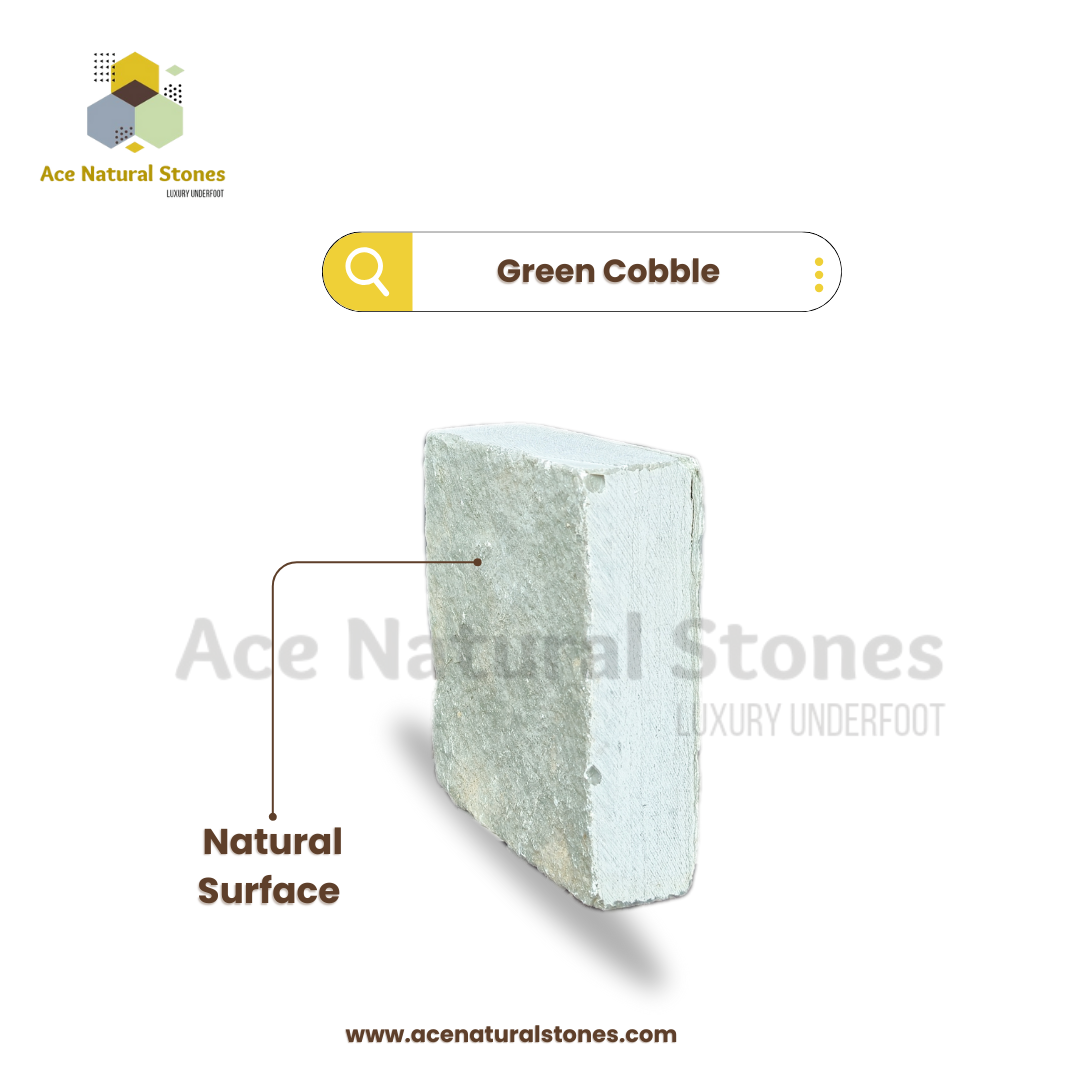 Ace Natural Stones
LUXURY UNDERFOOT
Green Cobble
Ace Natural Stones
LUXURY UNDERFOOT
Natural
Surface
www.acenaturalstones.com